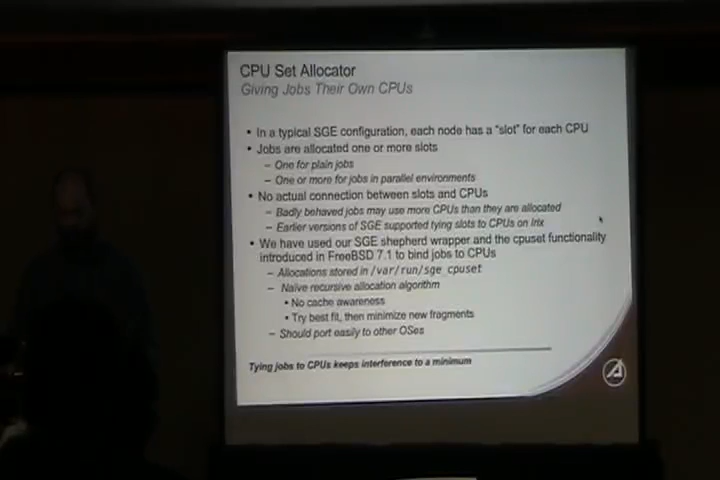 CPU Set Allocator
Giving Jobs Their Own CPUs
• In a typical SGE configuration, each node has a "slot" for each CPU
• Jobs are allocated one or more slots
– One for plain jobs
– One or more for jobs in parallel environments
• No actual connection between slots and CPUs
– Badly behaved jobs may use more CPUs than they are allocated
– Earlier versions of SGE supported tying slots to CPUs on Irix
• We have used our SGE shepherd wrapper and the cpuset functionality
introduced in FreeBSD 7.1 to bind jobs to CPUs
– Allocations stored in /var/run/sge_cpuset
– Naïve recursive allocation algorithm
• No cache awareness
• Try best fit, then minimize new fragments
– Should port easily to other OSes
Tying jobs to CPUs keeps interference to a minimum